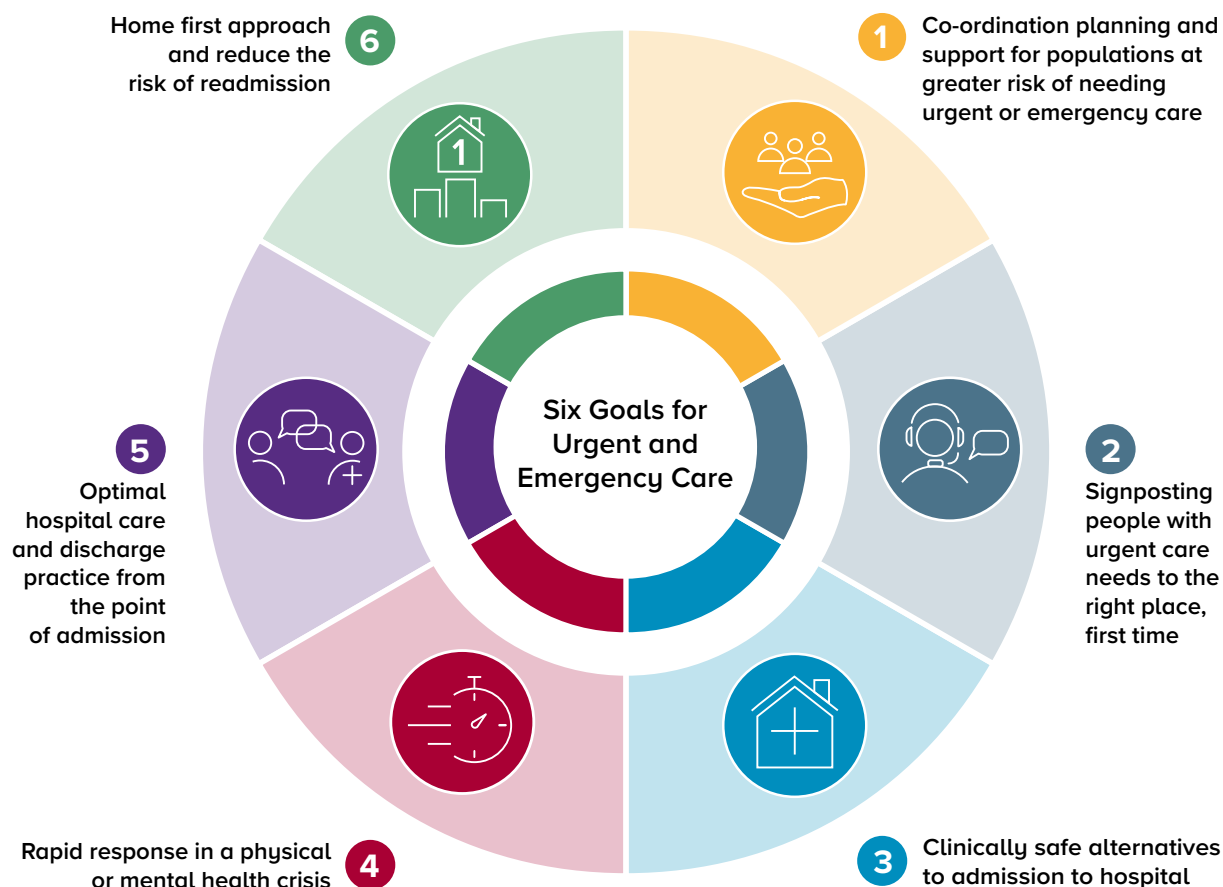 Six Goals for
Urgent and
Emergency Care
1
Co-ordination planning and
support for populations at
greater risk of needing
urgent or emergency care
2
Signposting
people with
urgent care
needs to the
right place,
first time
3
Clinically safe alternatives
to admission to hospital
4
Rapid response in a physical
or mental health crisis
5
Optimal
hospital care
and discharge
practice from
the point
of admission
6
Home first approach
and reduce the
risk of readmission
1